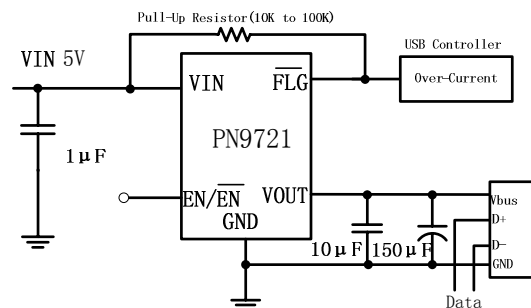 Pull-Up Resistor(10K to 100K)
USB Controller
VIN 5V
VIN
FLG
Over-Current
PN9721
1μF
EN/EN
VOUT
GND
Vbus
D+
10μF
150μF
D-
GND
Data